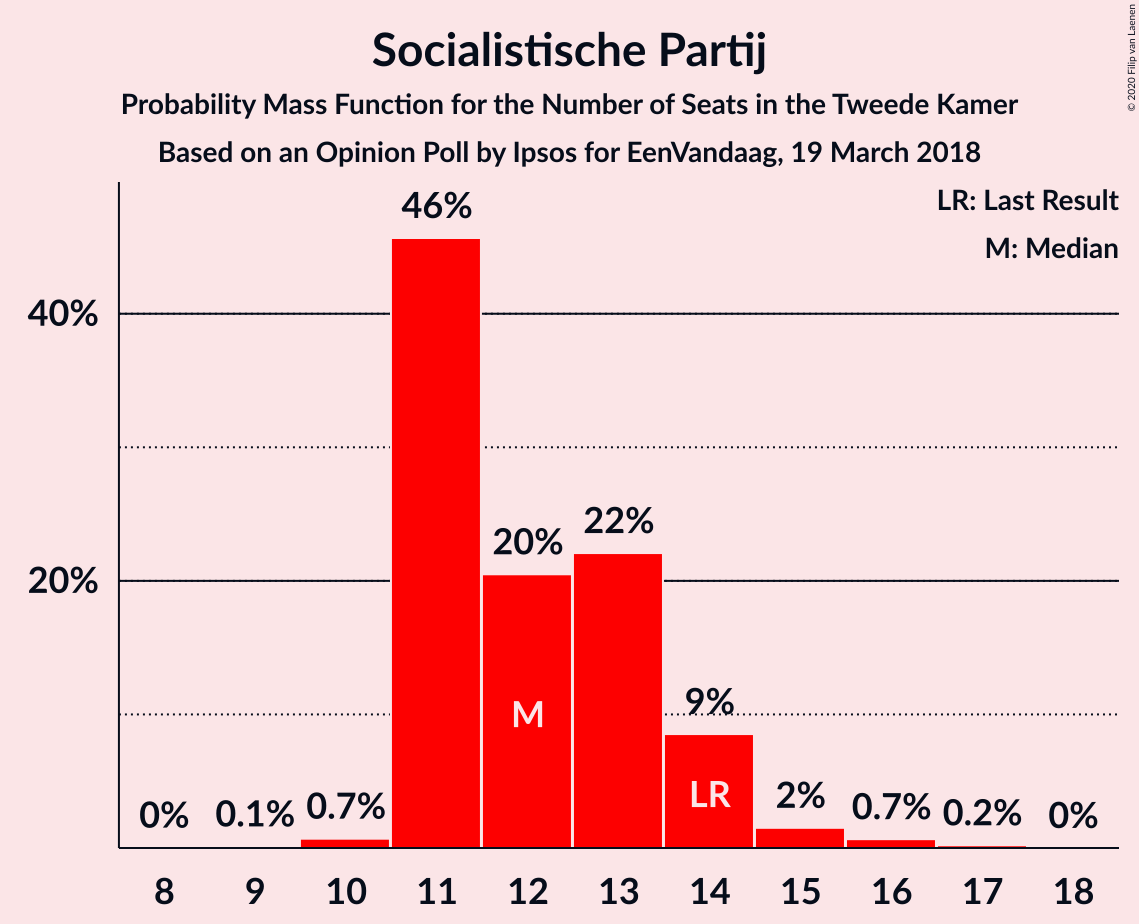 Socialistische Partij
Probability Mass Function for the Number of Seats in the Tweede Kamer
Based on an Opinion Poll by Ipsos for EenVandaag, 19 March 2018
© 2020 Filip van Laenen
LR: Last Result
M: Median
46%
40%
22%
20%
20%
M
9%
LR
0%
0.1%
0.7%
2%
0.7%
0.2%
0%
8 9 10 11 12 13 14 15 16 17 18